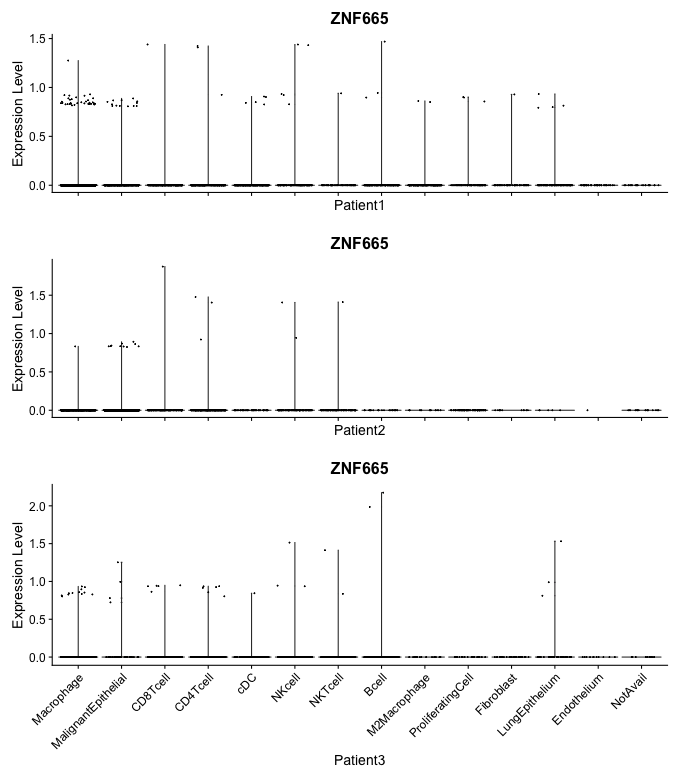 ZNF665
Expression Level
1.5
1.0
0.5
0.0
Patient1
ZNF665
Expression Level
1.5
1.0
0.5
0.0
Patient2
ZNF665
Expression Level
2.0
1.5
1.0
0.5
0.0
Macrophage
MalignantEpithelial
CD8Tcell
CD4Tcell
cDC
NKcell
NKTcell
Bcell
M2Macrophage
ProliferatingCell
Fibroblast
LungEpithelium
Endothelium
NotAvail
Patient3